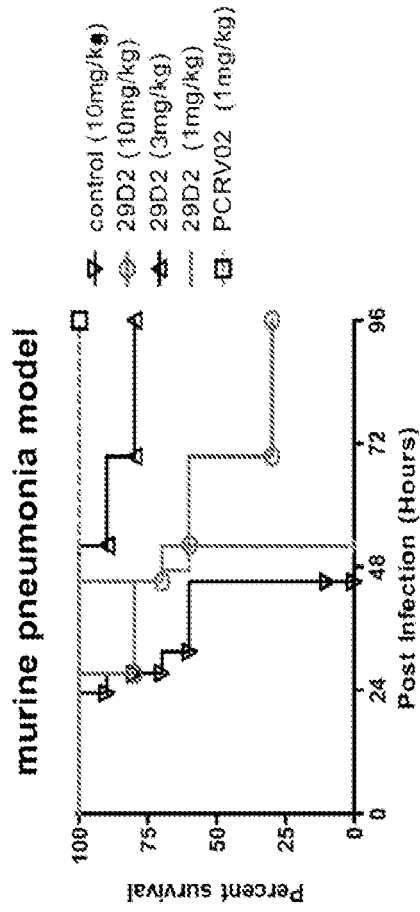 murine pneumonia model
control (10mg/kg
29D2 (10mg/kg)
29D2 (3mg/kg)
29D2 (1mg/kg)
PCRV02 (1mg/kg)
Percent survival
100
75
50
25
0
0
24
48
72
96
Post Infection (Hours)